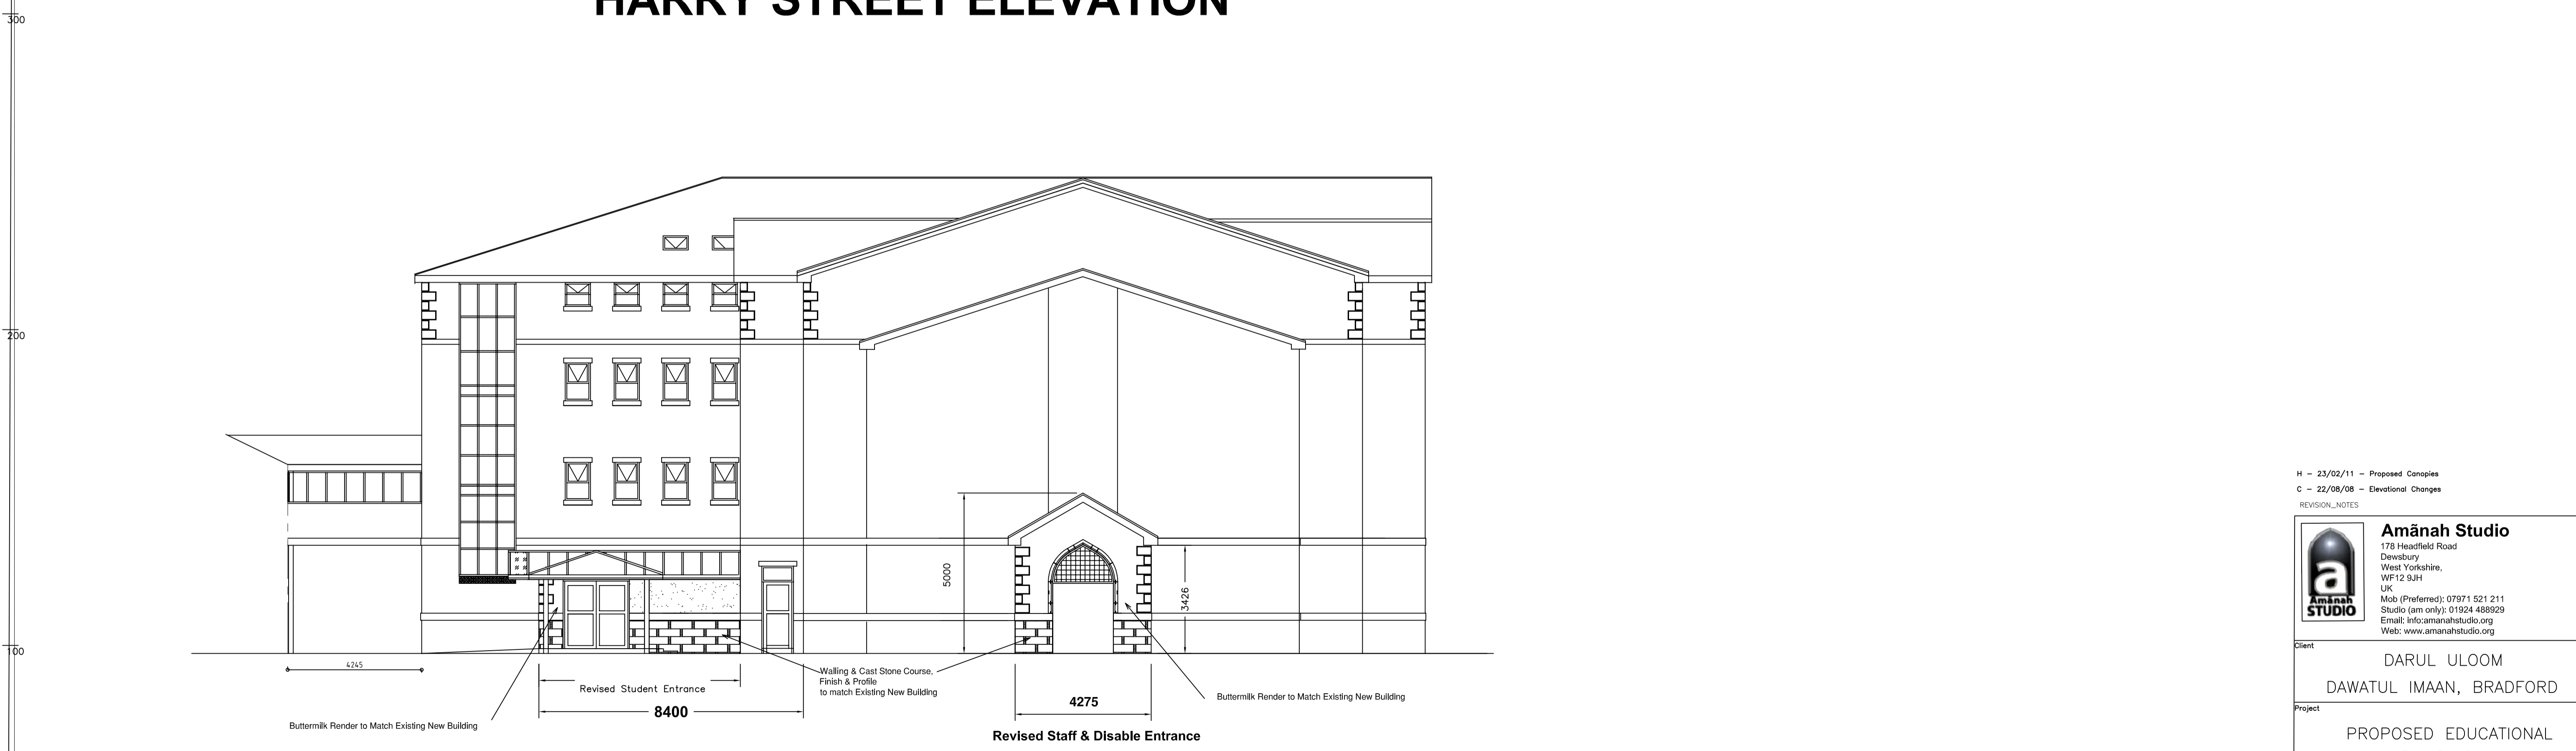 HARRY STREET ELEVATION
300
200
100
5000
3426
4245
Revised Student Entrance
8400
Walling & Cast Stone Course,
Finish & Profile
to match Existing New Building
4275
Buttermilk Render to Match Existing New Building
Buttermilk Render to Match Existing New Building
Revised Staff & Disable Entrance
H - 23/02/11 - Proposed Canopies
C - 22/08/08 - Elevational Changes
REVISION_NOTES
a
Amãnah
STUDIO
Amãnah Studio
178 Headfield Road
Dewsbury
West Yorkshire,
WF12 9JH
UK
Mob (Preferred): 07971 521 211
Studio (am only): 01924 488929
Email: info:amanahstudio.org
Web: www.amanahstudio.org
Client
DARUL ULOOM
DAWATUL IMAAN, BRADFORD
Project
PROPOSED EDUCATIONAL